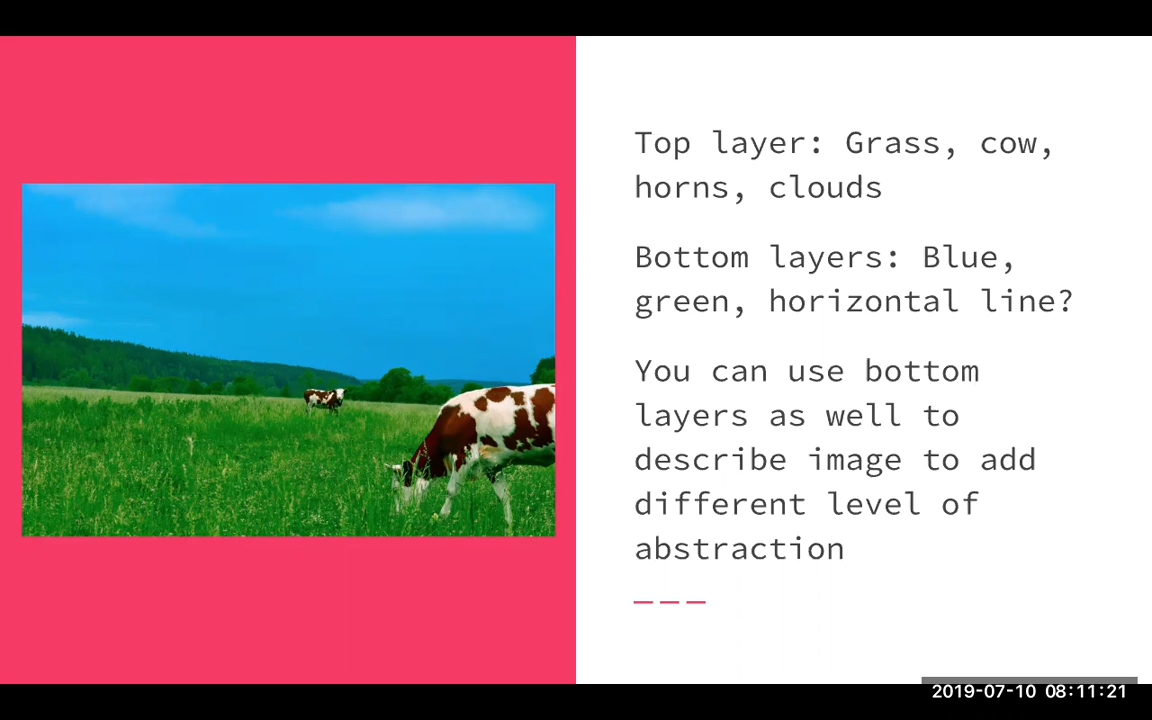 Top layer: Grass, cow,
horns, clouds
Bottom layers: Blue,
green, horizontal line?
You can use bottom
layers as well to
describe image to add
different level of
abstraction
2019-07-10 08:11:21